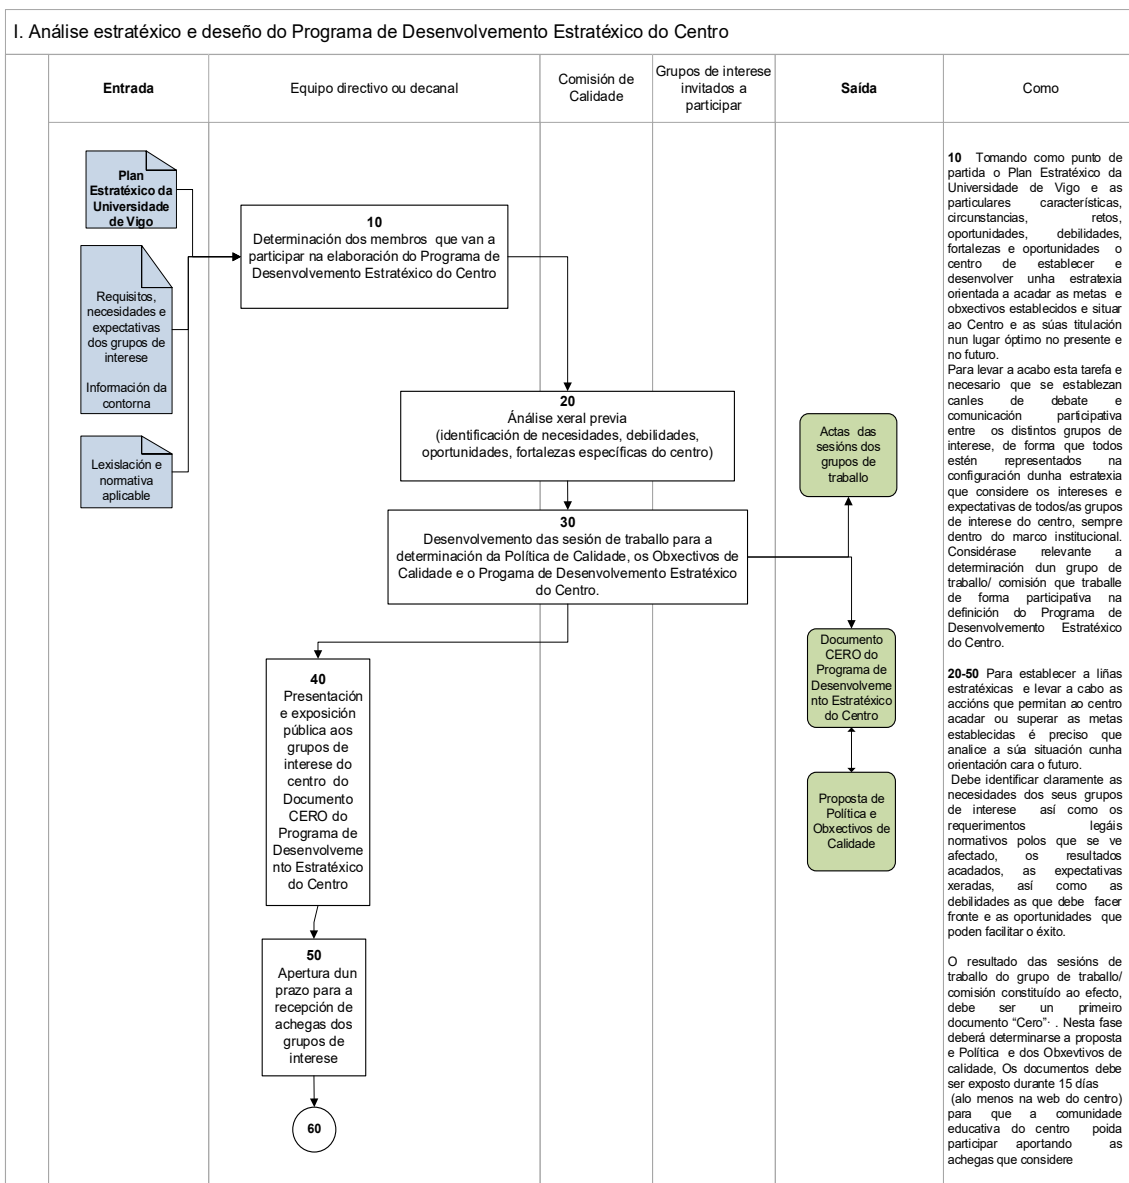 I. Análise estratéxico e deseño do Programa de Desenvolvemento Estratéxico do Centro
Entrada
Equipo directivo ou decanal
Comisión de
Calidade
Grupos de interese
invitados a
participar
Saída
Como
Plan
Estratéxico da
Universidade
de Vigo
Requisitos,
necesidades e
expectativas
dos grupos de
interese
Información da
contorna
Lexislación e
normativa
aplicable
10
Determinación dos membros que van a
participar na elaboración do Programa de
Desenvolvemento Estratéxico do Centro
20
Ánálise xeral previa
(identificación de necesidades, debilidades,
oportunidades, fortalezas específicas do centro)
30
Desenvolvemento das sesión de traballo para a
determinación da Política de Calidade, os Obxectivos de
Calidade e o Progama de Desenvolvemento Estratéxico
do Centro.
40
Presentación
e exposición
pública aos
grupos de
interese do
centro do
Documento
CERO do
Programa de
Desenvolveme
nto Estratéxico
do Centro
50
Apertura dun
prazo para a
recepción de
achegas dos
grupos de
interese
60
Actas das
sesións dos
grupos de
traballo
Documento
CERO do
Programa de
Desenvolveme
nto Estratéxico
do Centro
Proposta de
Política e
Obxectivos de
Calidade
10 Tomando como punto de
partida o Plan Estratéxico da
Universidade de Vigo e as
particulares características,
circunstancias, retos,
oportunidades, debilidades,
fortalezas e oportunidades o
centro de establecer e
desenvolver unha estratexia
orientada a acadar as metas e
obxectivos establecidos e situar
ao Centro e as súas titulación
nun lugar óptimo no presente e
no futuro.
Para levar a acabo esta tarefa e
necesario que se establezan
canles de debate e
comunicación participativa
entre os distintos grupos de
interese, de forma que todos
estén representados na
configuración dunha estratexia
que considere os intereses e
expectativas de todos/as grupos
de interese do centro, sempre
dentro do marco institucional.
Considérase relevante a
determinación dun grupo de
traballo/ comisión que traballe
de forma participativa na
definición do Programa de
Desenvolvemento Estratéxico
do Centro.
20-50 Para establecer a liñas
estratéxicas e levar a cabo as
accións que permitan ao centro
acadar ou superar as metas
establecidas é preciso que
analice a súa situación cunha
orientación cara o futuro.
Debe identificar claramente as
necesidades dos seus grupos
de interese así como os
requerimentos legáis
normativos polos que se ve
afectado, os resultados
acadados, as expectativas
xeradas, así como as
debilidades as que debe facer
fronte e as oportunidades que
poden facilitar o éxito.
O resultado das sesións de
traballo do grupo de traballo/
comisión constituído ao efecto,
debe ser un primeiro
documento “Cero”· . Nesta fase
deberá determinarse a proposta
e Política e dos Obxevtivos de
calidade, Os documentos debe
ser exposto durante 15 días
(alo menos na web do centro)
para que a comunidade
educativa do centro poida
participar aportando as
achegas que considere